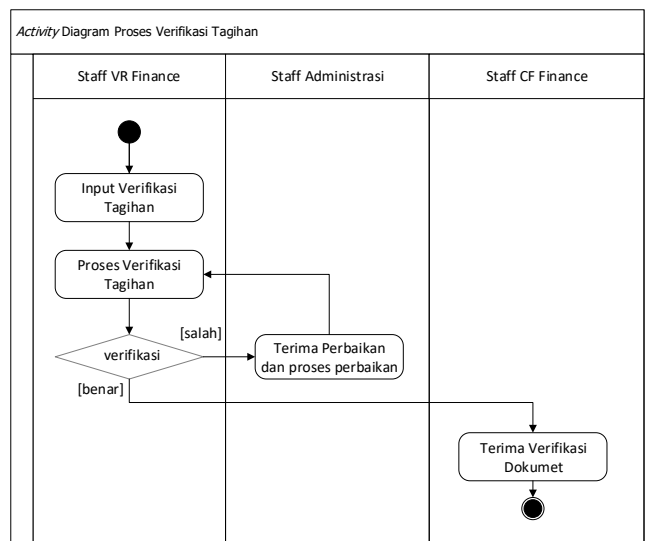 Activity Diagram Proses Verifikasi Tagihan
Staff VR Finance
Staff Administrasi
Staff CF Finance
Input Verifikasi
Tagihan
Proses Verifikasi
Tagihan
[salah]
verifikasi
Terima Perbaikan
dan proses perbaikan
[benar]
Terima Verifikasi
Dokumet